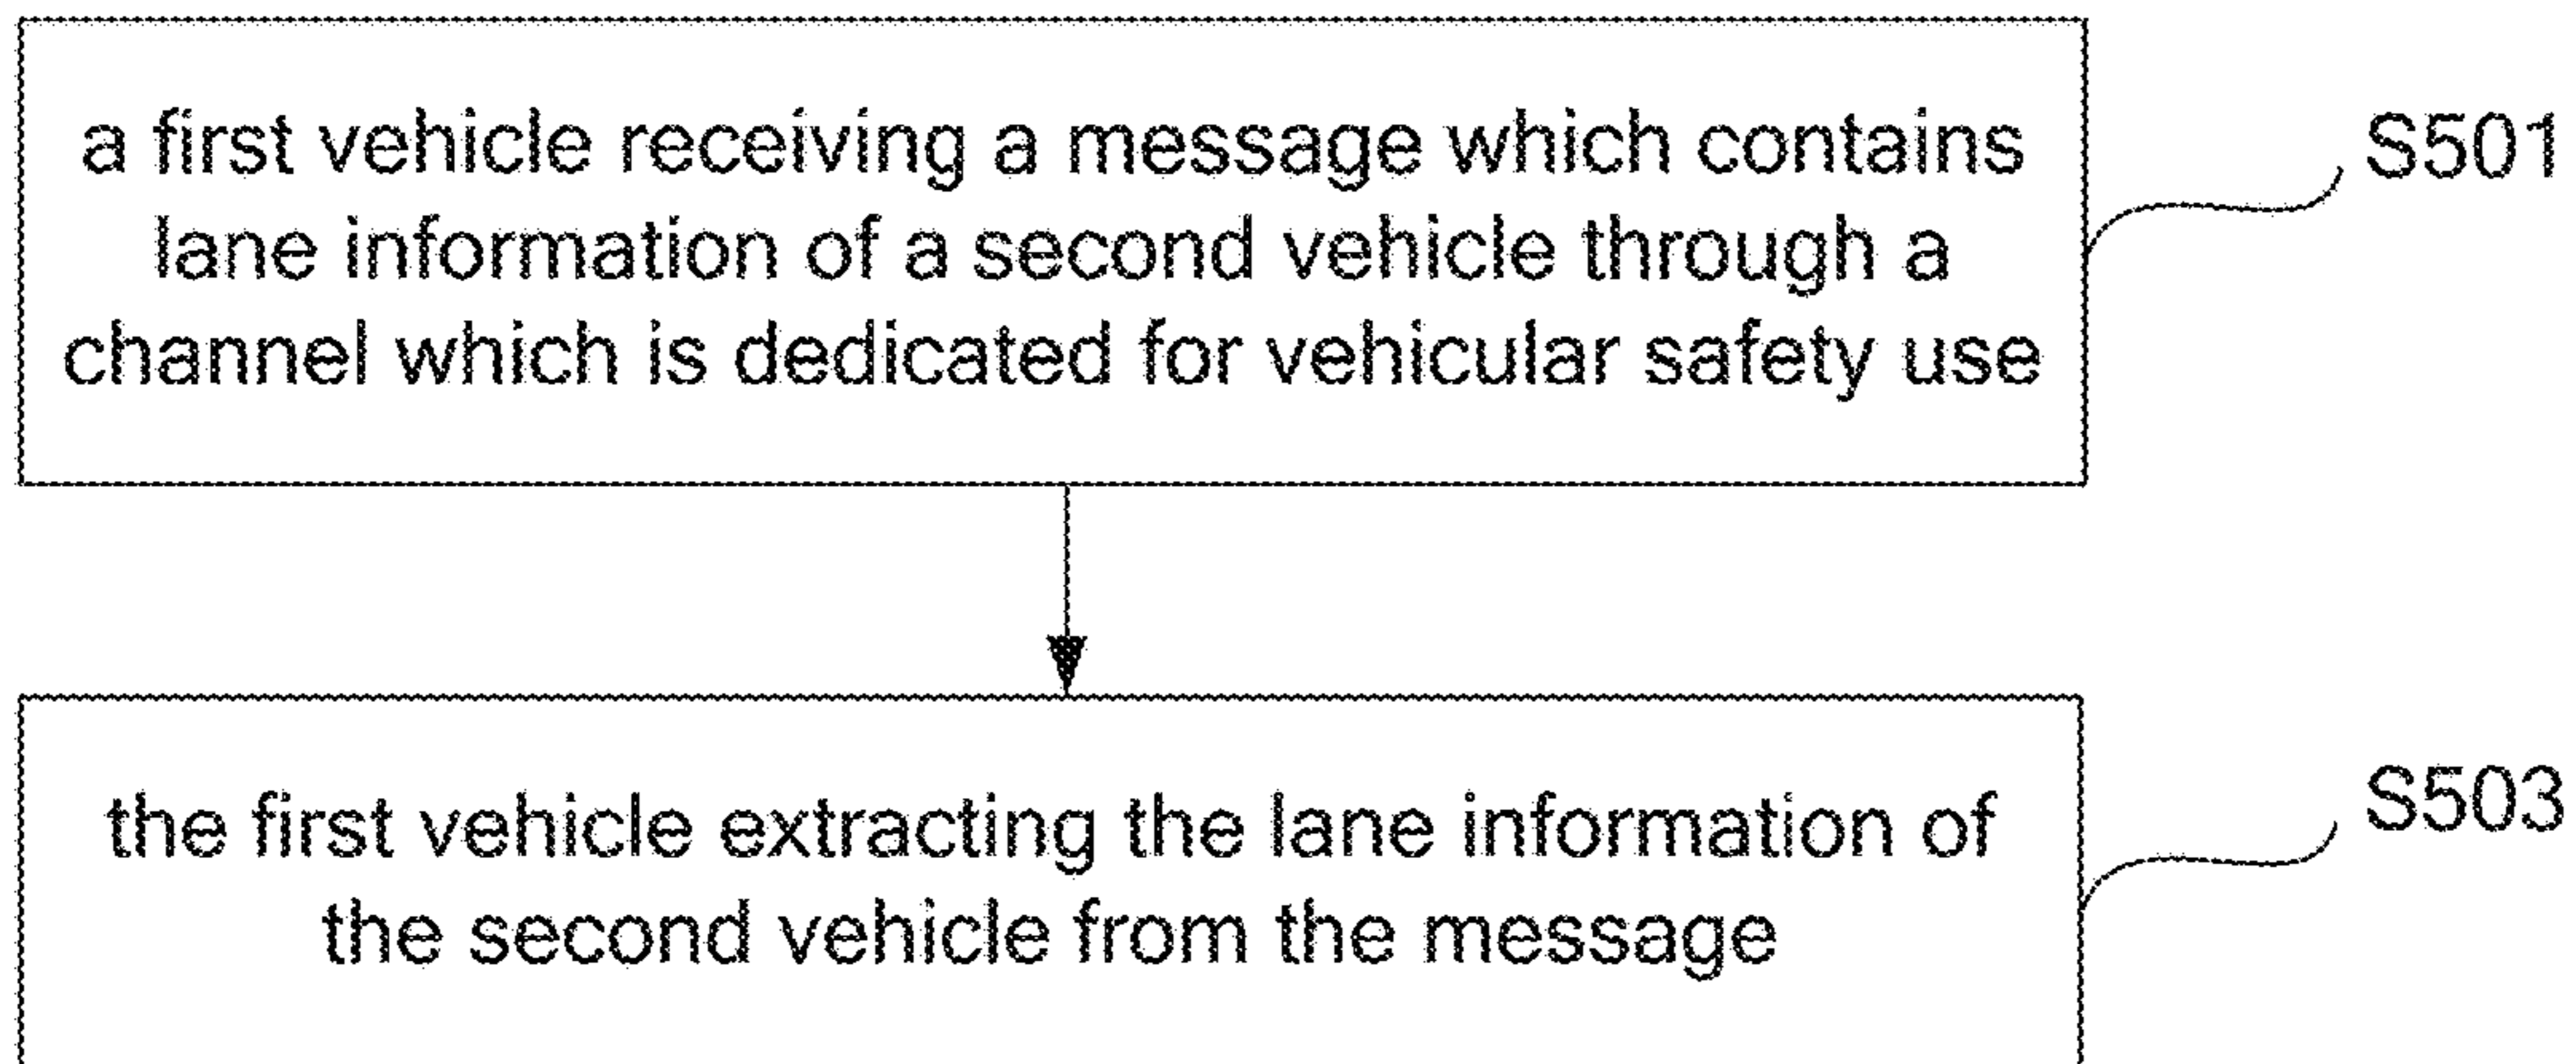 a first vehicle receiving a message which contains
lane information of a second vehicle through a
channel which is dedicated for vehicular safety use
S501
the first vehicle extracting the lane information of
the second vehicle from the message
S503